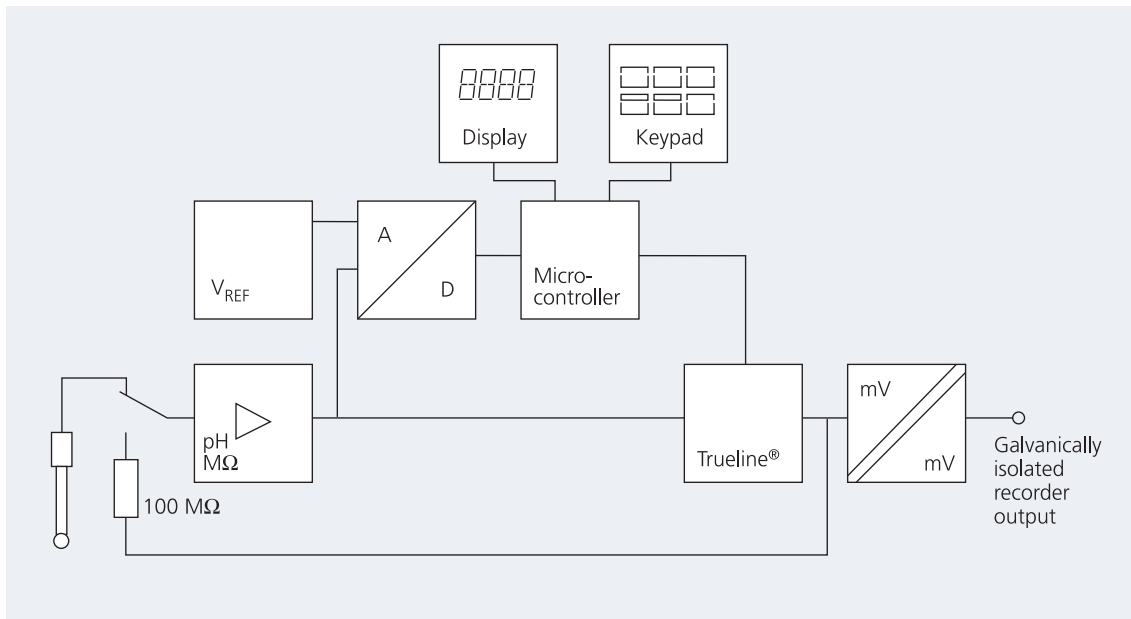 8888
Display
Keypad
A
D
V_REF
Micro-
controller
pH
MΩ
100 MΩ
Trueline®
mV
mV
Galvanically
isolated
recorder
output